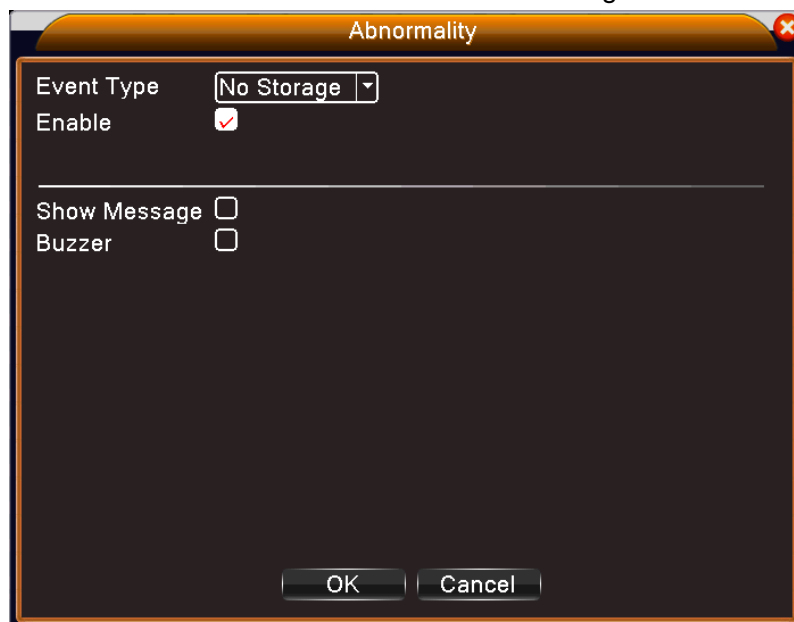 Abnormality
Event Type No Storage
Enable
Show Message
Buzzer
OK Cancel